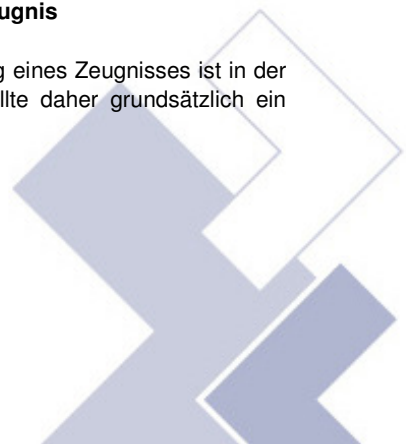 ugnis
g eines Zeugnisses ist in der
llte daher grundsätzlich ein